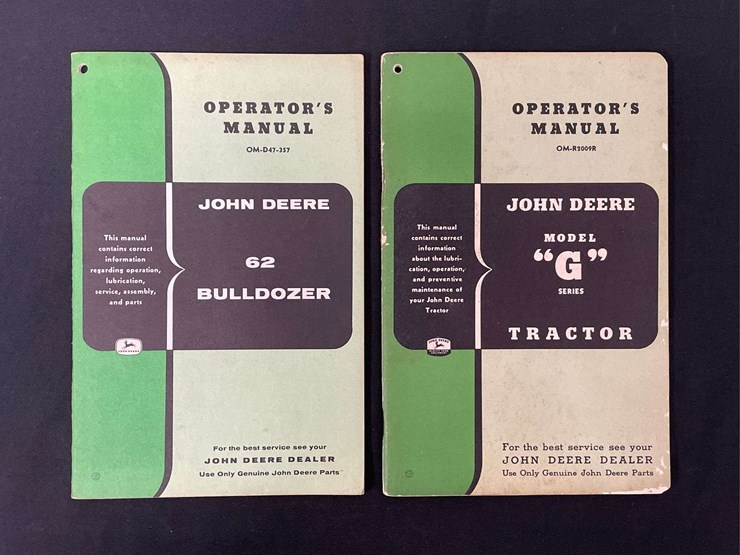 OPERATOR'S
MANUAL
OM-D47-357
This manual
contains correct
information
regarding operation,
lubrication,
service, assembly,
and parts
JOHN DEERE
62
BULLDOZER
JOHN DEERE
For the best service see your
JOHN DEERE DEALER
Use Only Genuine John Deere Parts
OPERATOR'S
MANUAL
OM-R2009R
This manual
contains correct
information
about the lubri-
cation, operation,
and preventive
maintenance of
your John Deere
Tractor
JOHN DEERE
MODEL
"G"
SERIES
TRACTOR
JOHN DEERE
For the best service see your
JOHN DEERE DEALER
Use Only Genuine John Deere Parts